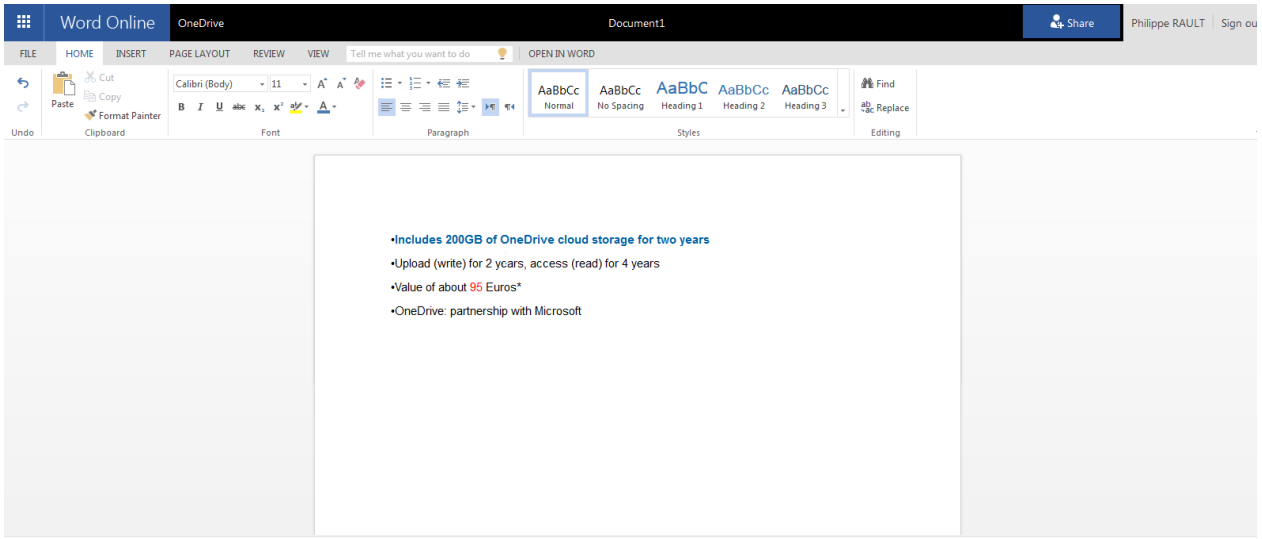 Word Online OneDrive Document1 Share Philippe RAULT Sign ou
FILE HOME INSERT PAGE LAYOUT REVIEW VIEW Tell me what you want to do OPEN IN WORD
Cut
Copy
Paste
Format Painter
Calibri (Body) 11 A A
B I U abc x₂ x² aby A
AaBbCc AaBbCc AaBbC AaBbCc AaBbCc
Normal No Spacing Heading 1 Heading 2 Heading 3
Find
Replace
Undo Clipboard Font Paragraph Styles Editing
•Includes 200GB of OneDrive cloud storage for two years
•Upload (write) for 2 ycars, access (read) for 4 years
•Value of about 95 Euros*
•OneDrive: partnership with Microsoft